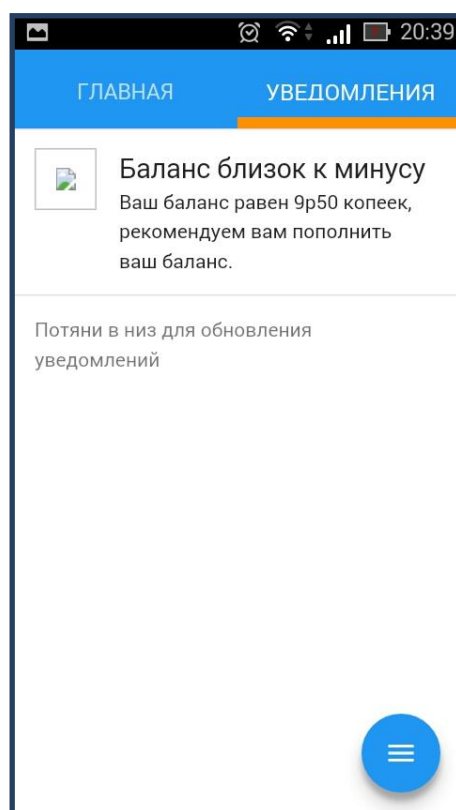 20:39
ГЛАВНАЯ УВЕДОМЛЕНИЯ
Баланс близок к минусу
Ваш баланс равен 9р50 копеек,
рекомендуем вам пополнить
ваш баланс.
Потяни в низ для обновления
уведомлений